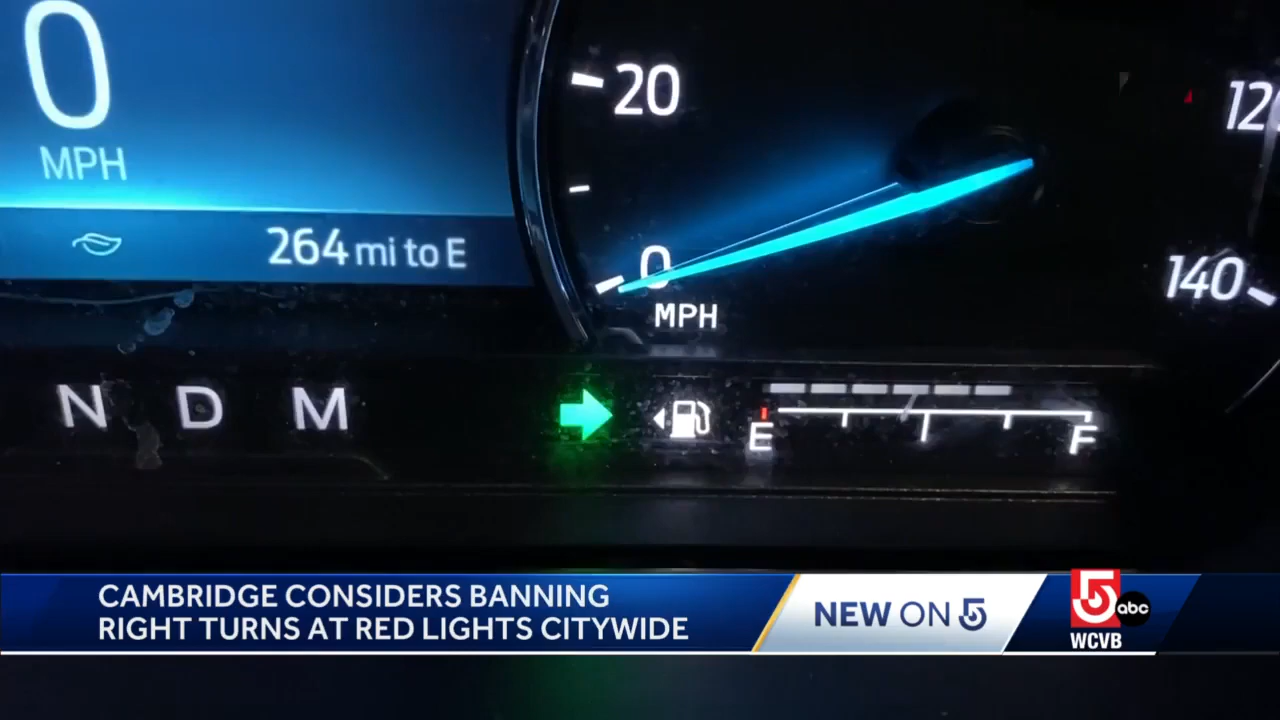 0
MPH
264 mi to E
20
0
MPH
120
140
N D M
E F
CAMBRIDGE CONSIDERS BANNING
RIGHT TURNS AT RED LIGHTS CITYWIDE
NEW ON 5
5 abc
WCVB